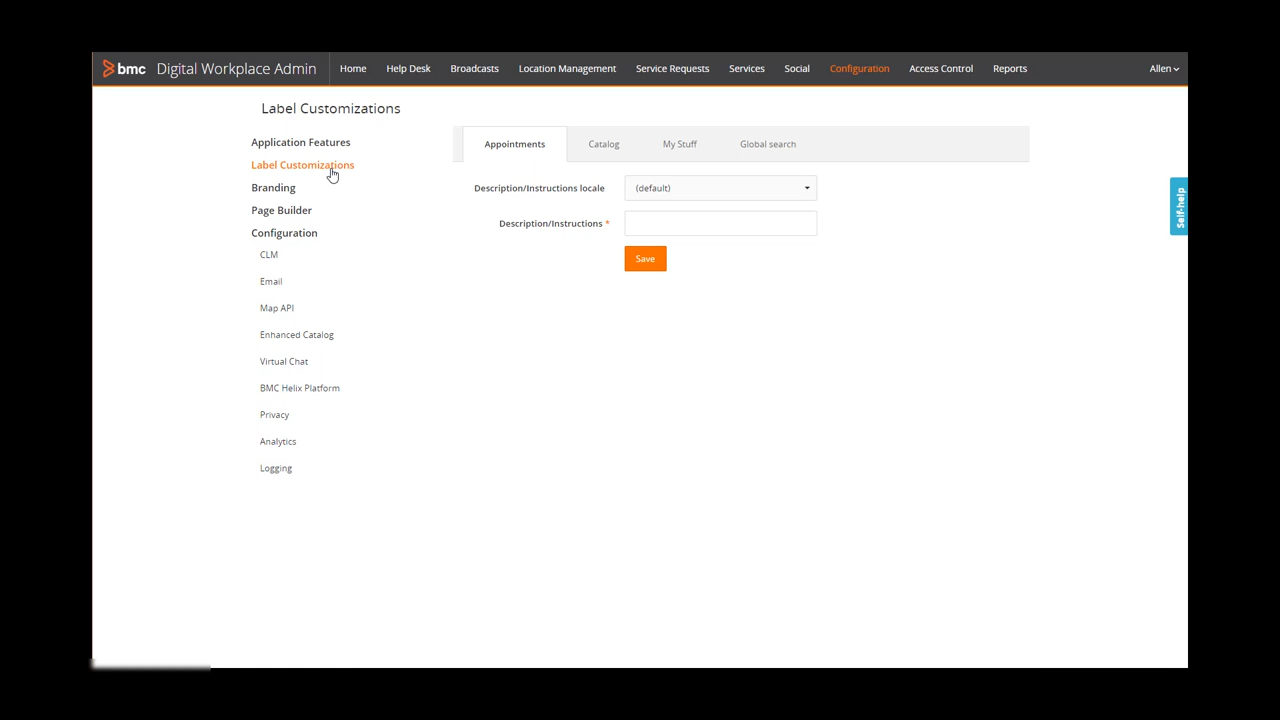 bmc Digital Workplace Admin Home Help Desk Broadcasts Location Management Service Requests Services Social Configuration Access Control Reports Allen
Label Customizations
Application Features
Label Customizations
Branding
Page Builder
Configuration
CLM
Email
Map API
Enhanced Catalog
Virtual Chat
BMC Helix Platform
Privacy
Analytics
Logging
Appointments Catalog My Stuff Global search
Description/Instructions locale (default)
Description/Instructions *
Save
Self-help